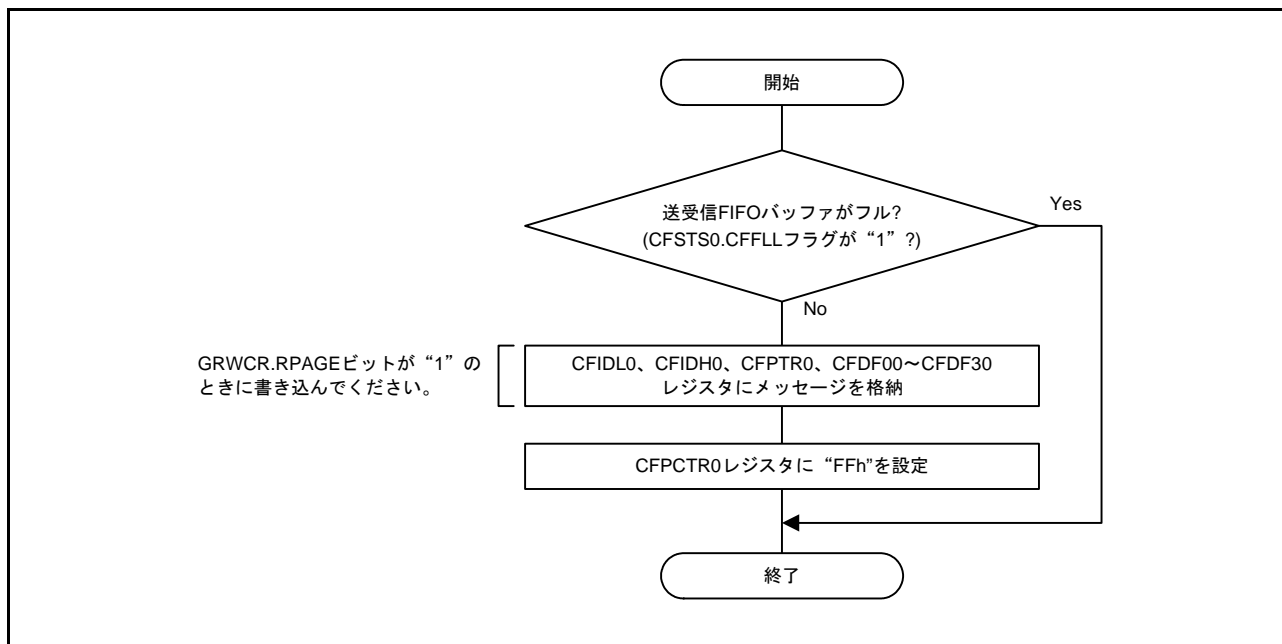 開始
送受信FIFOバッファがフル?
(CFSTS0.CFFLLフラグが“1”?)
Yes
No
GRWCR.RPAGEビットが“1”の
ときに書き込んでください。
CFIDL0、CFIDH0、CFPTR0、CFDF00～CFDF30
レジスタにメッセージを格納
CFPCTR0レジスタに“FFh”を設定
終了